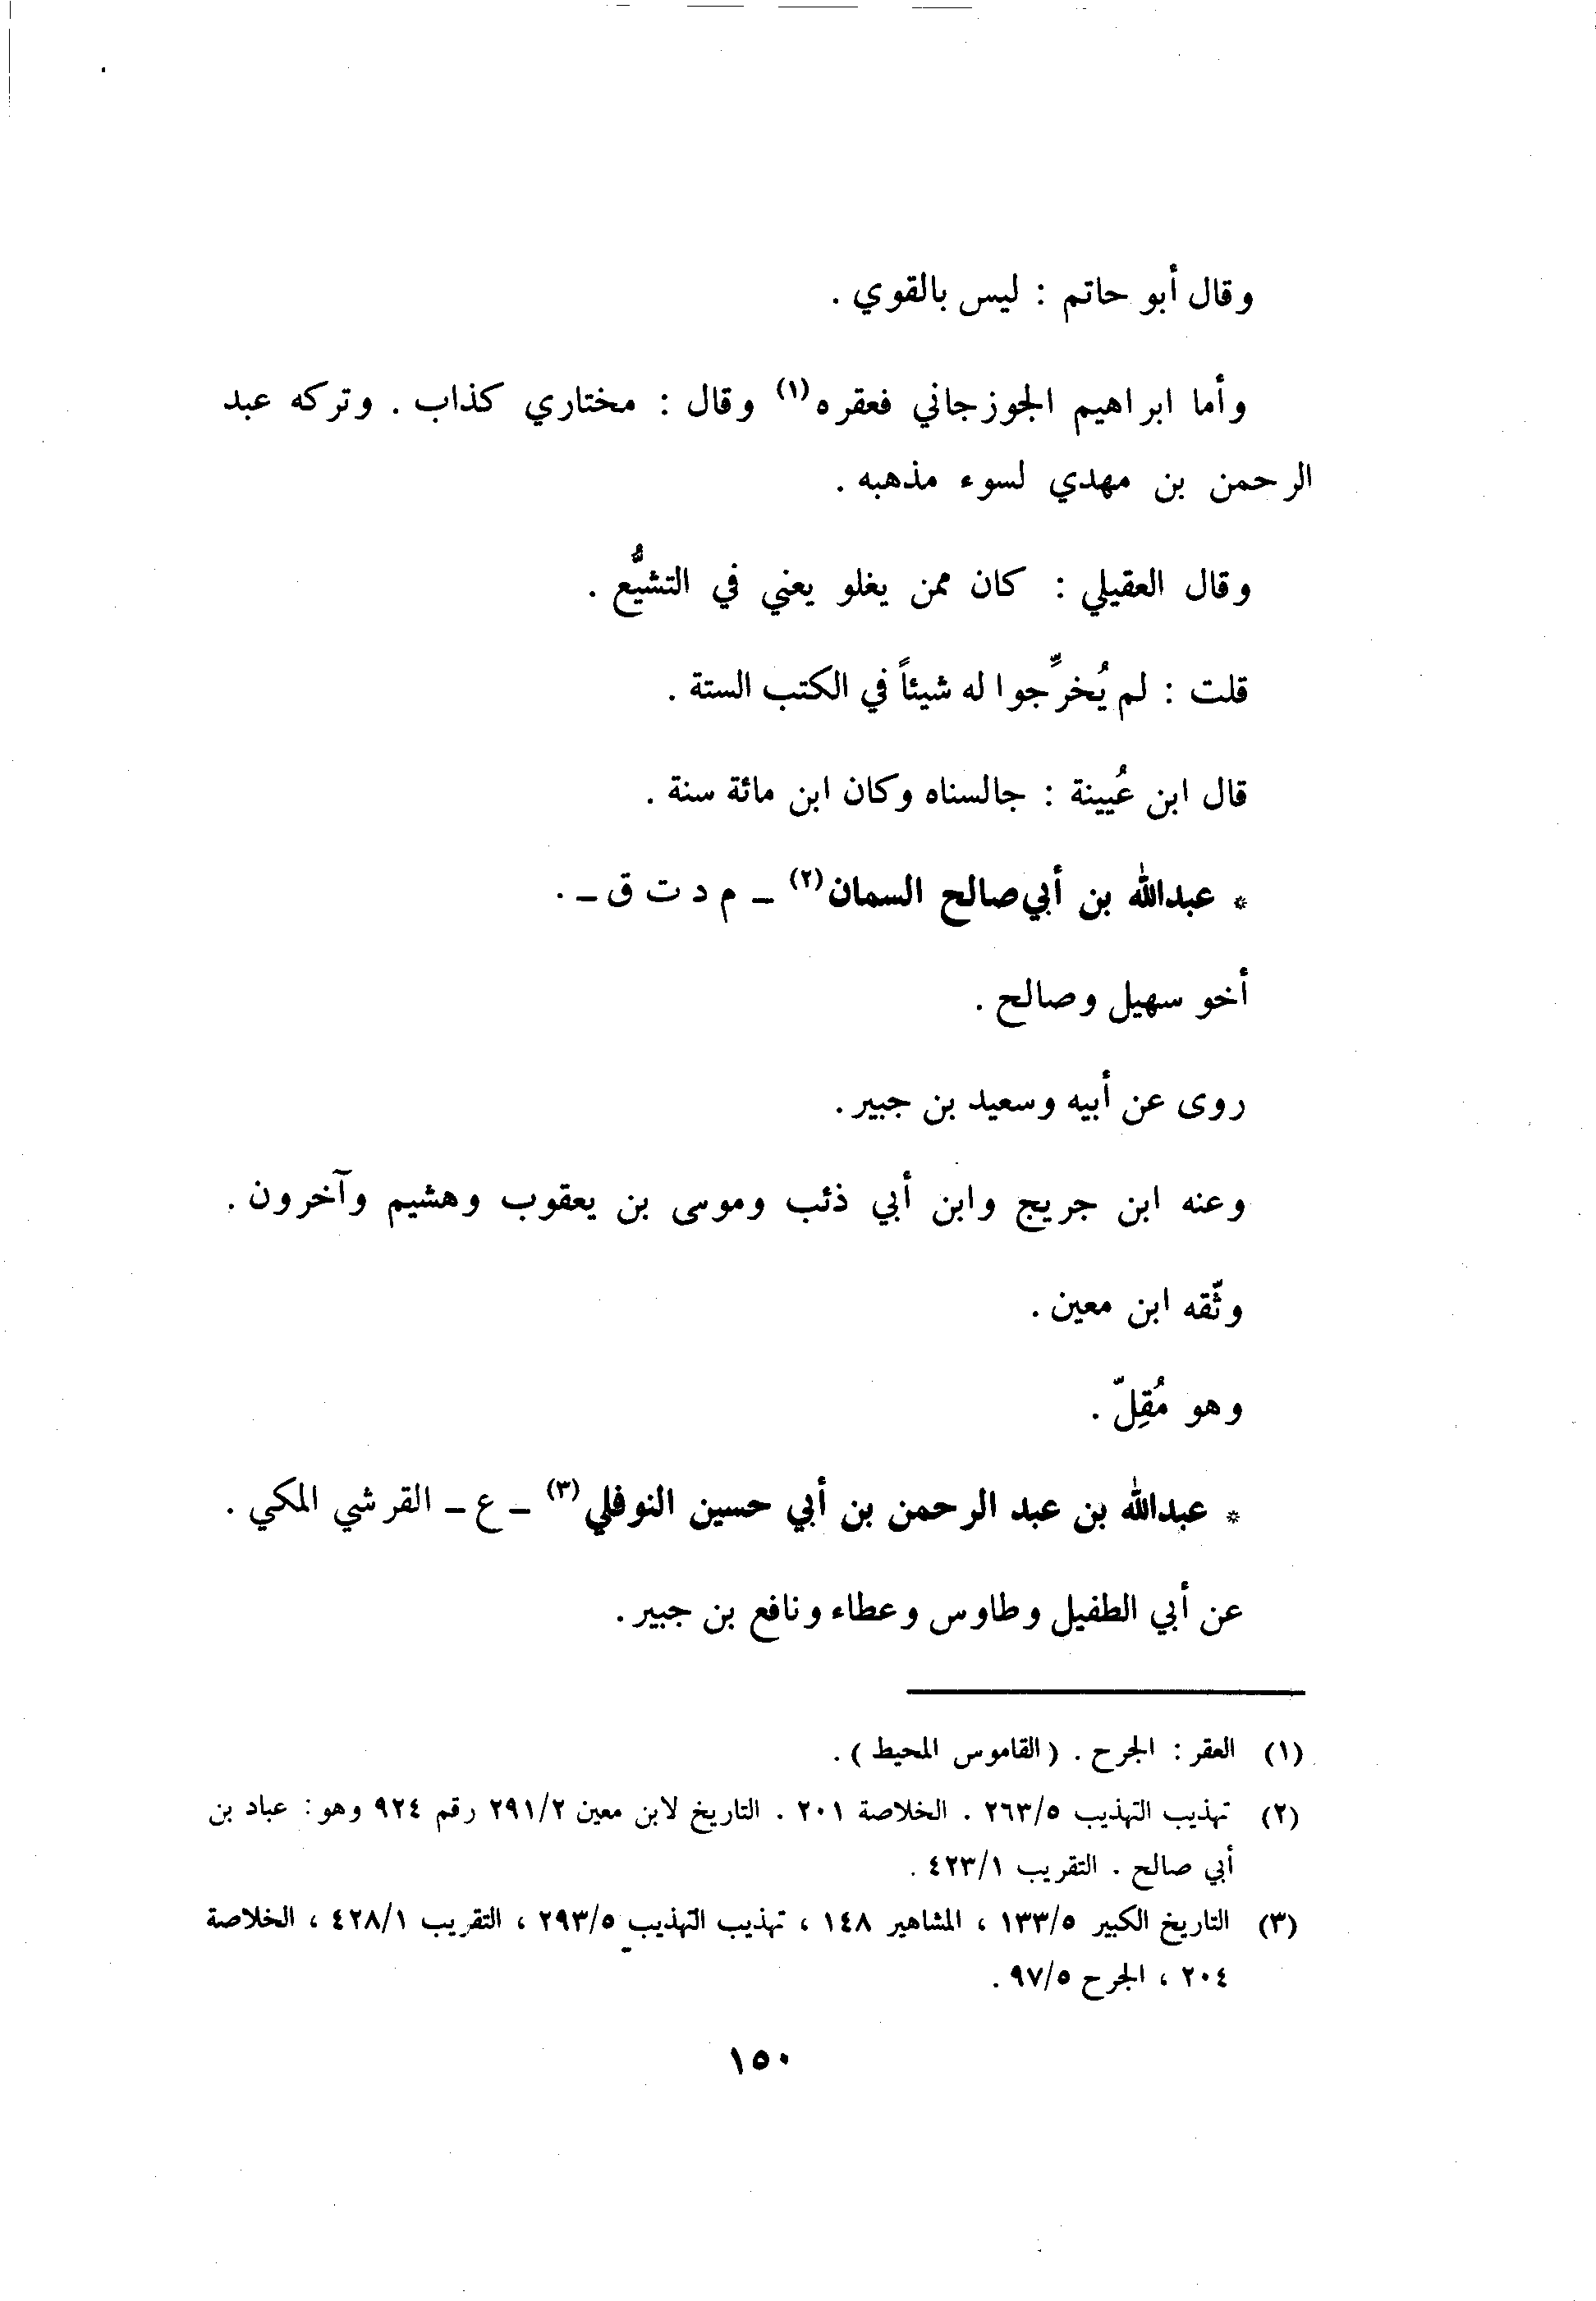 وقال أبو حاتم : ليس بالقوي .
وأما ابراهيم الجوزجاني فعقره(١) وقال : مختاري كذاب . وتركه عبد
الرحمن بن مهدي لسوء مذهبه .
وقال العقيلي : كان ممن يغلو يعني في التشيُّع .
قلت : لم يُخرِّجوا له شيئاً في الكتب الستة .
قال ابن عُيينة : جالسناه وكان ابن مائة سنة .
* عبدالله بن أبي صالح السمان(٢) ـ م د ت ق ـ .
أخو سهيل وصالح .
روى عن أبيه وسعيد بن جبير .
وعنه ابن جريج وابن أبي ذئب وموسى بن يعقوب وهشيم وآخرون .
وثّقه ابن معين .
وهو مُقِلّ .
* عبدالله بن عبد الرحمن بن أبي حسين النوفلي(٣) ـ ع ـ القرشي المكي .
عن أبي الطفيل وطاوس وعطاء ونافع بن جبير .
(١) العقر : الجرح . ( القاموس المحيط ) .
(٢) تهذيب التهذيب ٢٦٣/٥ . الخلاصة ٢٠١ . التاريخ لابن معين ٢٩١/٢ رقم ٩٢٤ وهو : عباد بن
أبي صالح . التقريب ٤٢٣/١ .
(٣) التاريخ الكبير ١٣٣/٥ ، المشاهير ١٤٨ ، تهذيب التهذيب ٢٩٣/٥ ، التقريب ٤٢٨/١ ، الخلاصة
٢٠٤ ، الجرح ٩٧/٥ .
١٥٠